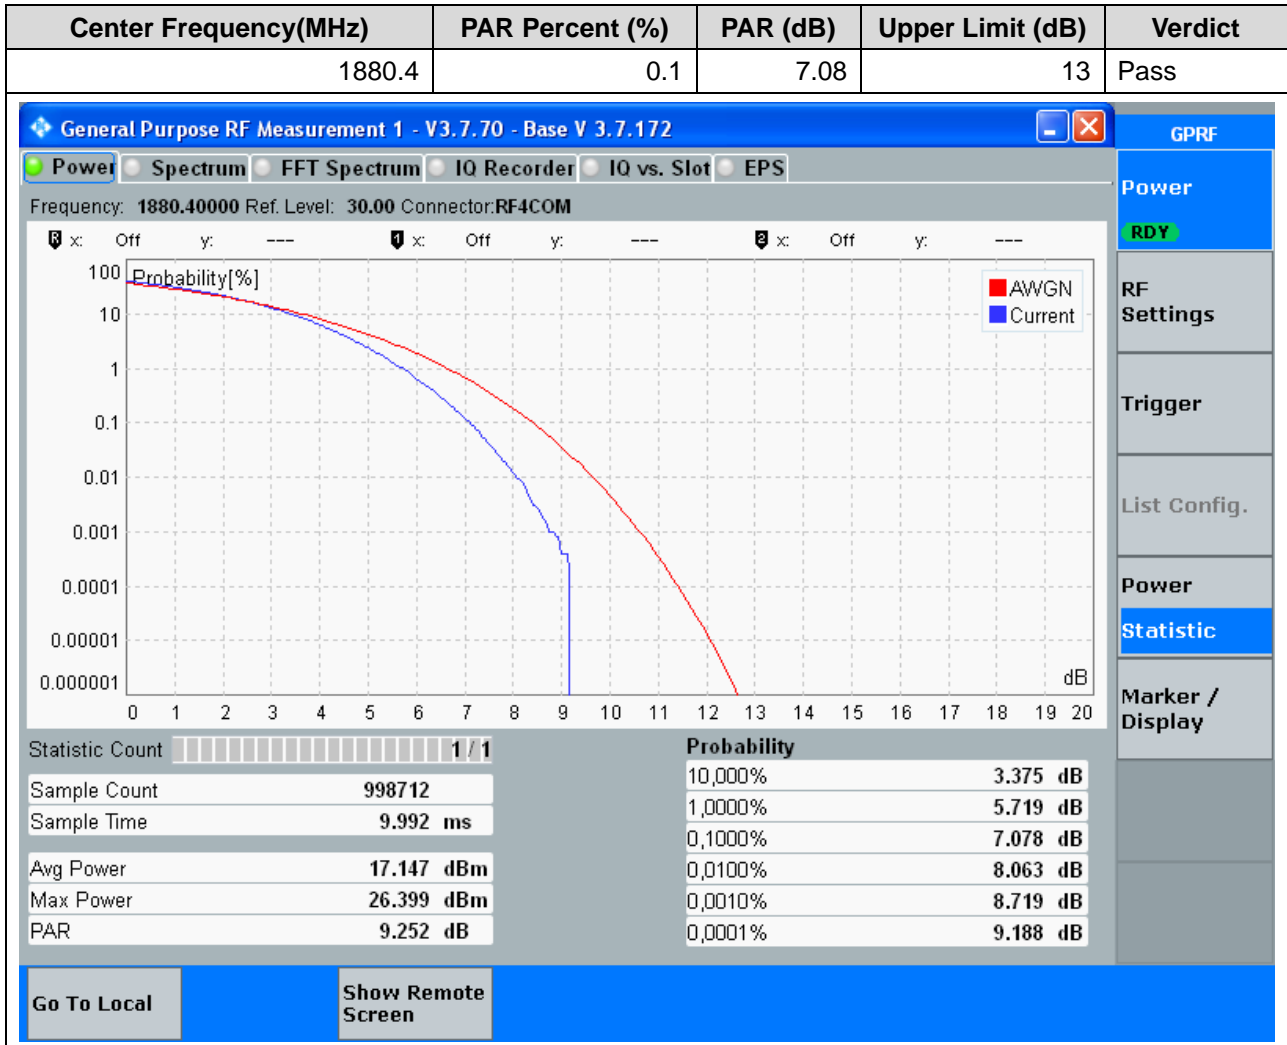 Center Frequency(MHz) PAR Percent (%) PAR (dB) Upper Limit (dB) Verdict
1880.4 0.1 7.08 13 Pass
General Purpose RF Measurement 1 - V3.7.70 - Base V 3.7.172
GPRF
Power Spectrum FFT Spectrum IQ Recorder IQ vs. Slot EPS
Power
RDY
Frequency: 1880.40000 Ref. Level: 30.00 Connector:RF4COM
R x: Off y: --- 1 x: Off y: --- 2 x: Off y: ---
Probability[%]
AWGN
Current
100
10
1
0.1
0.01
0.001
0.0001
0.00001
0.000001
dB
0 1 2 3 4 5 6 7 8 9 10 11 12 13 14 15 16 17 18 19 20
RF
Settings
Trigger
List Config.
Power
Statistic
Marker /
Display
Statistic Count 1 / 1
Sample Count 998712
Sample Time 9.992 ms
Avg Power 17.147 dBm
Max Power 26.399 dBm
PAR 9.252 dB
Probability
10,000% 3.375 dB
1,0000% 5.719 dB
0,1000% 7.078 dB
0,0100% 8.063 dB
0,0010% 8.719 dB
0,0001% 9.188 dB
Go To Local
Show Remote
Screen